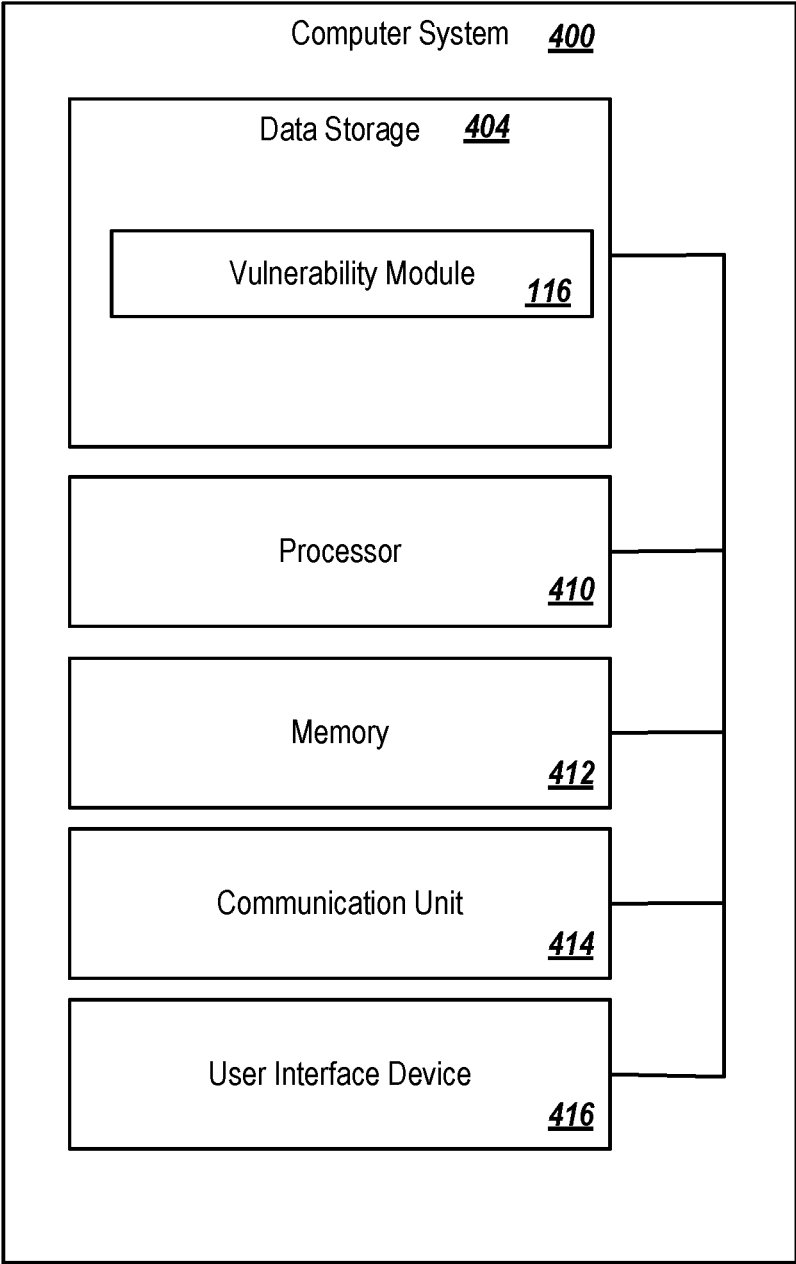 Computer System 400
Data Storage 404
Vulnerability Module 116
Processor
410
Memory
412
Communication Unit
414
User Interface Device
416